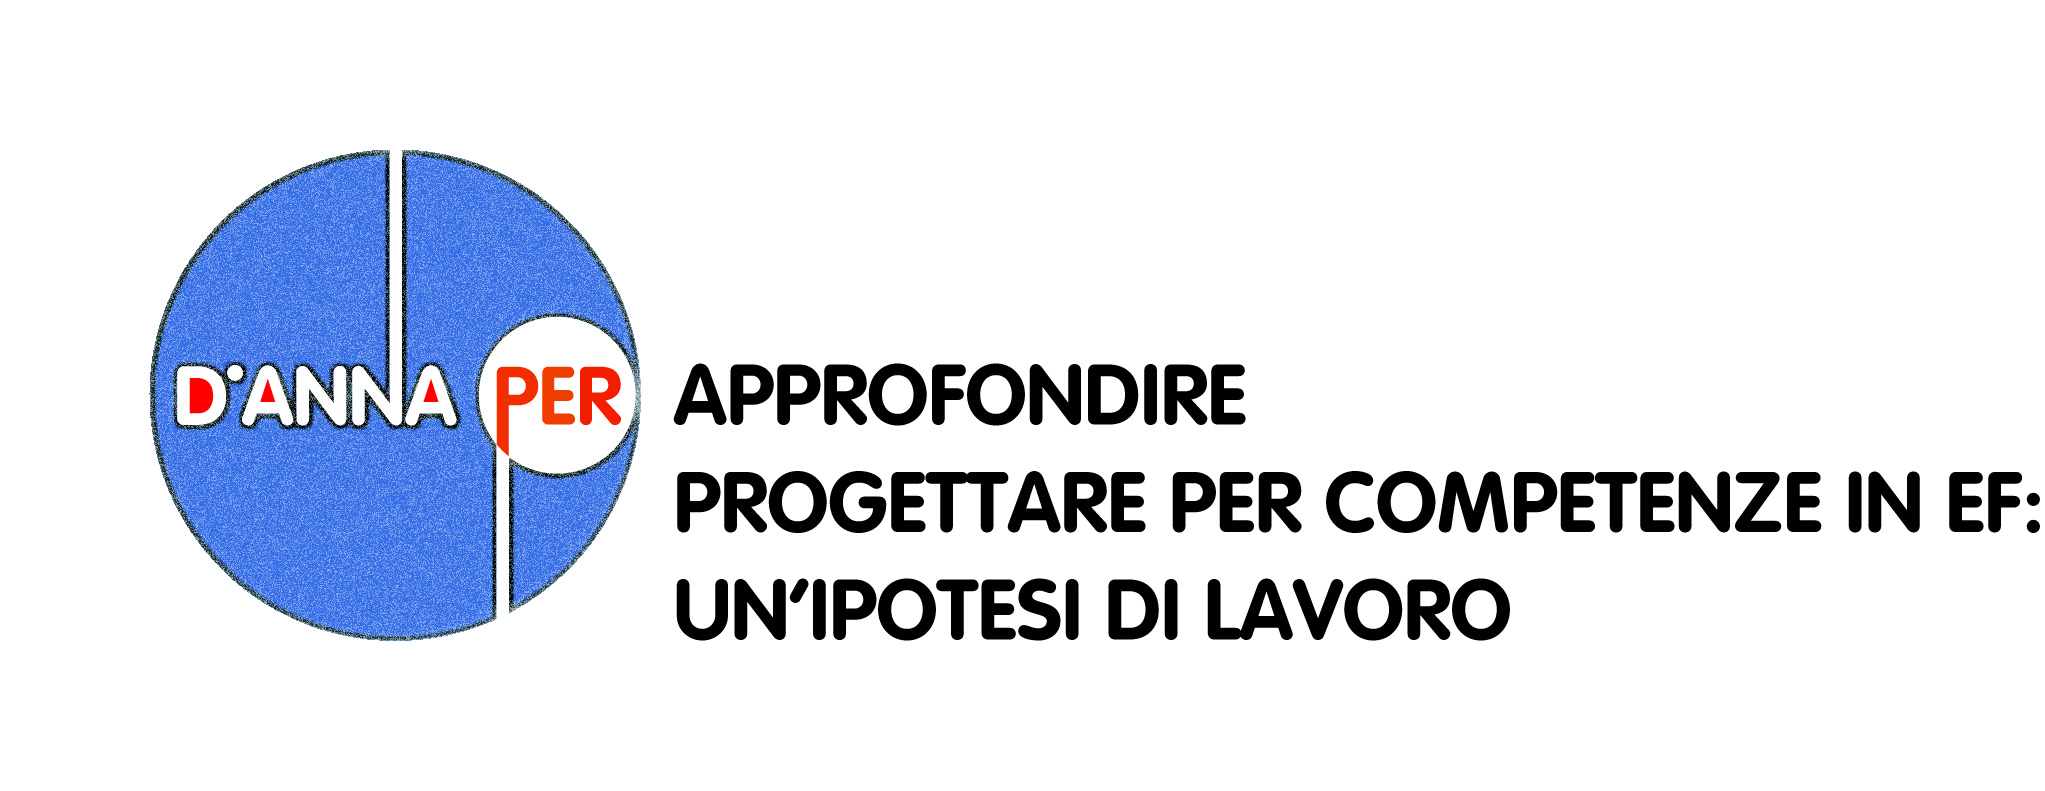 D'ANNA PER APPROFONDIRE
PROGETTARE PER COMPETENZE IN EF:
UN'IPOTESI DI LAVORO